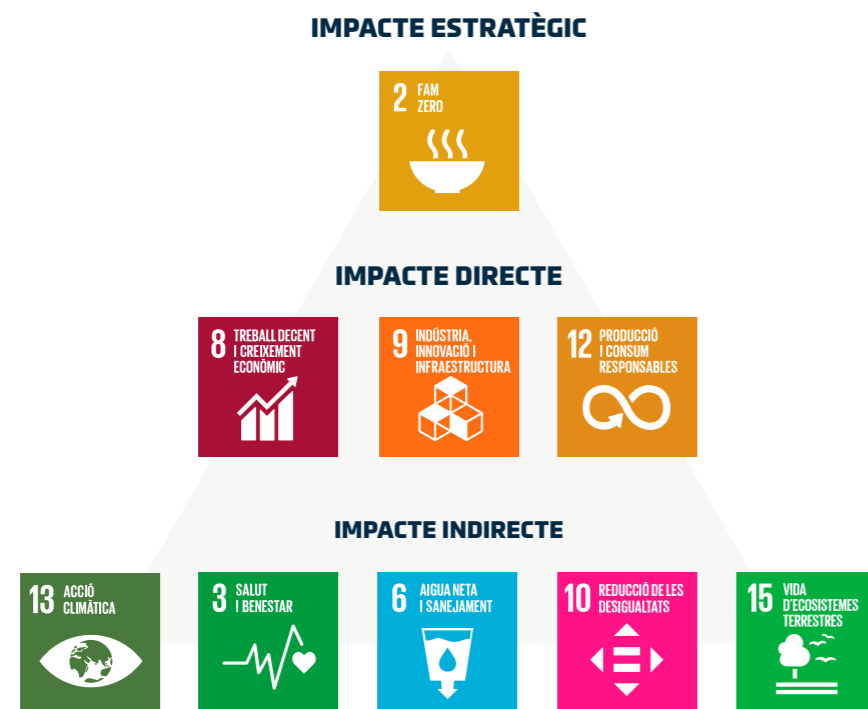 IMPACTE ESTRATÈGIC
2 FAM
ZERO
IMPACTE DIRECTE
8 TREBALL DECENT
I CREIXEMENT
ECONÒMIC
9 INDÚSTRIA,
INNOVACIÓ I
INFRAESTRUCTURA
12 PRODUCCIÓ
I CONSUM
RESPONSABLES
IMPACTE INDIRECTE
13 ACCIÓ
CLIMÀTICA
3 SALUT
I BENESTAR
6 AIGUA NETA
I SANEJAMENT
10 REDUCCIÓ DE LES
DESIGUALTATS
15 VIDA
D'ECOSISTEMES
TERRESTRES